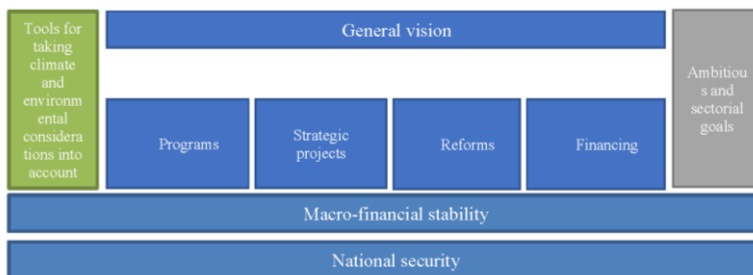 Tools for
taking
climate
and
environm
ental
considera
tions into
account
General vision
Programs
Strategic
projects
Reforms
Financing
Ambitiou
s and
sectorial
goals
Macro-financial stability
National security